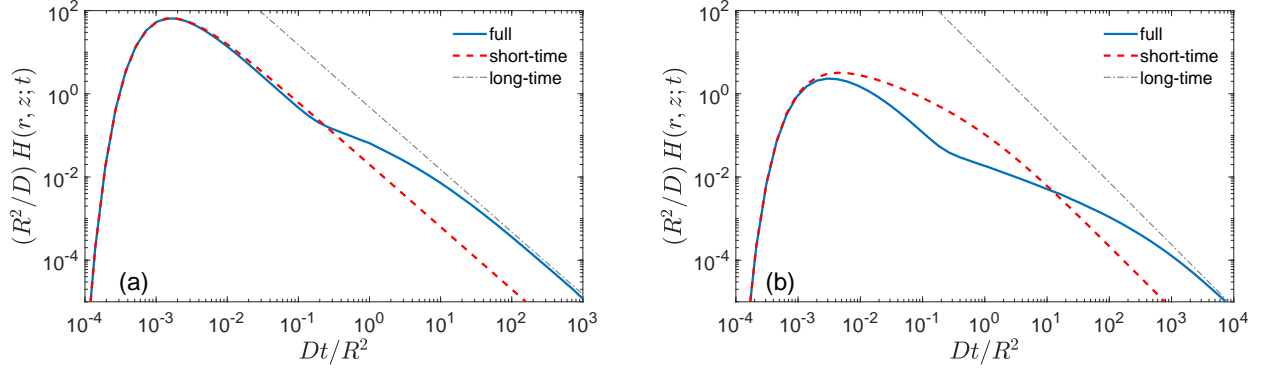 10^2
10^0
10^-2
10^-4
(R^2/D) H(r, z; t)
full
short-time
long-time
(a)
10^-4 10^-3 10^-2 10^-1 10^0 10^1 10^2 10^3
Dt/R^2
10^2
10^0
10^-2
10^-4
(R^2/D) H(r, z; t)
full
short-time
long-time
(b)
10^-4 10^-3 10^-2 10^-1 10^0 10^1 10^2 10^3 10^4
Dt/R^2